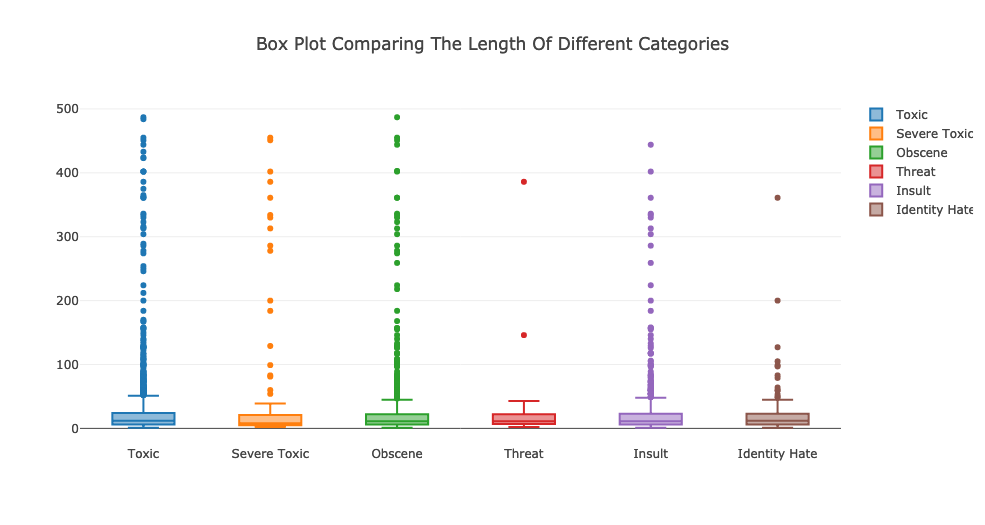 Box Plot Comparing The Length Of Different Categories
500
400
300
200
100
0
Toxic
Severe Toxic
Obscene
Threat
Insult
Identity Hate
Toxic
Severe Toxic
Obscene
Threat
Insult
Identity Hate